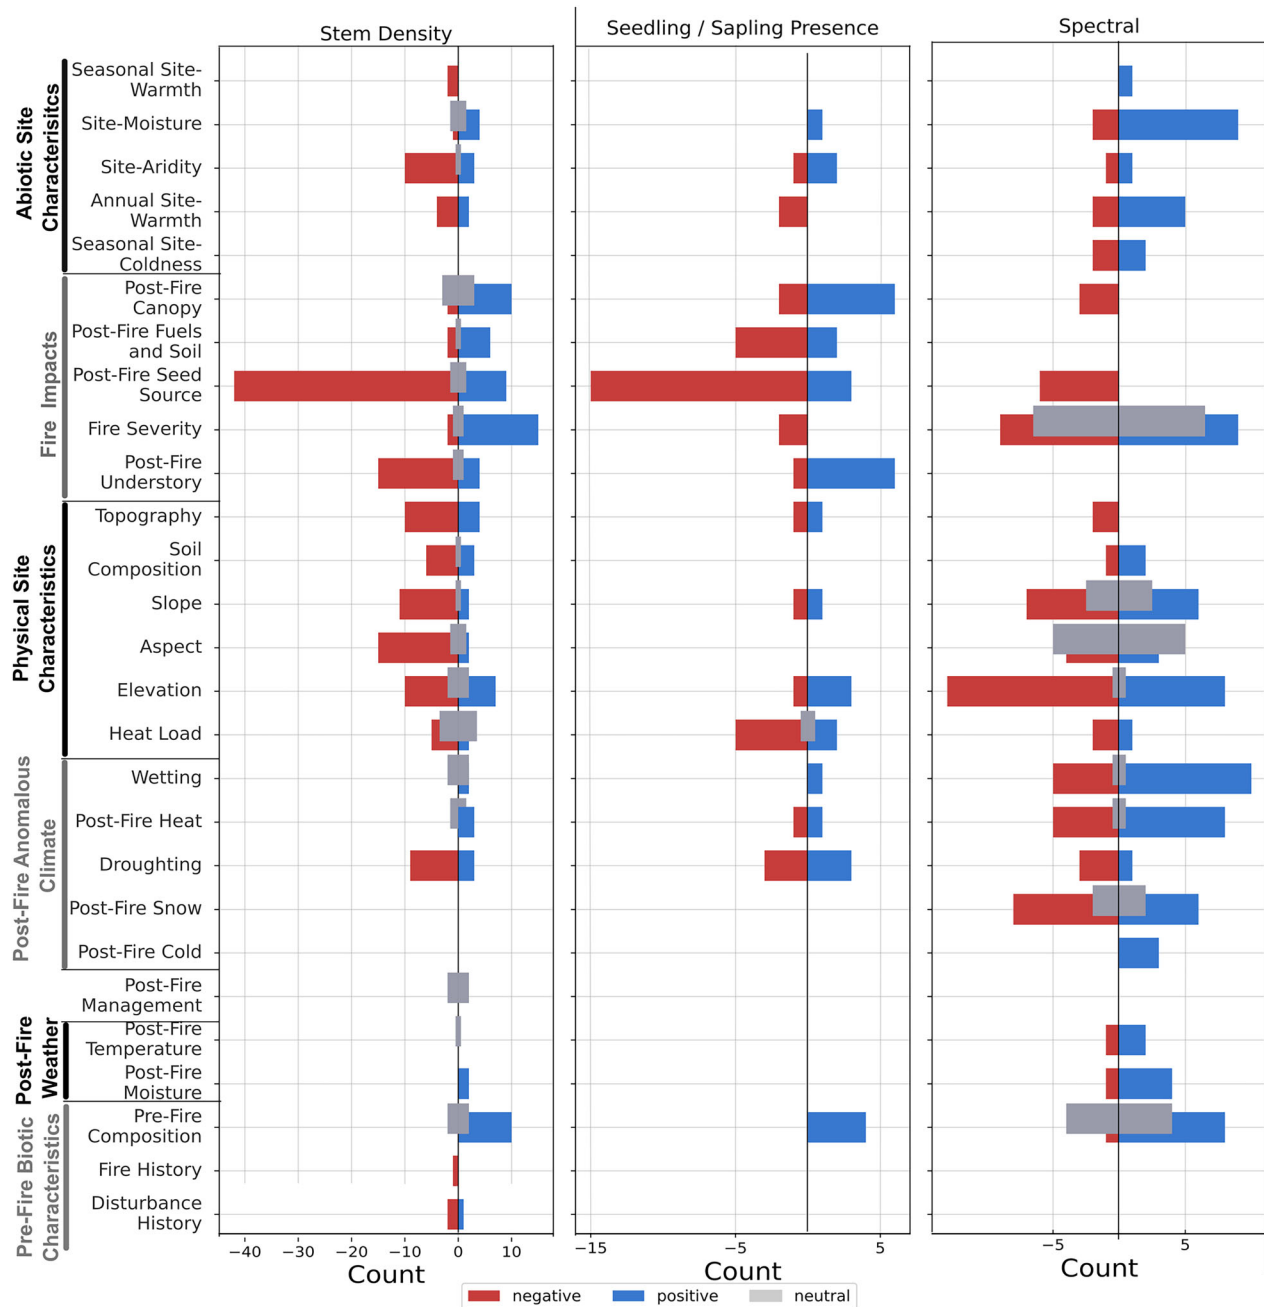 Stem Density
Seedling / Sapling Presence
Spectral
Abiotic Site
Characterisitcs
Seasonal Site-
Warmth
Site-Moisture
Site-Aridity
Annual Site-
Warmth
Seasonal Site-
Coldness
Fire Impacts
Post-Fire
Canopy
Post-Fire Fuels
and Soil
Post-Fire Seed
Source
Fire Severity
Post-Fire
Understory
Physical Site
Characteristics
Topography
Soil
Composition
Slope
Aspect
Elevation
Heat Load
Post-Fire Anomalous
Climate
Wetting
Post-Fire Heat
Droughting
Post-Fire Snow
Post-Fire Cold
Post-Fire
Management
Post-Fire
Weather
Post-Fire
Temperature
Post-Fire
Moisture
Pre-Fire Biotic
Characteristics
Pre-Fire
Composition
Fire History
Disturbance
History
−40 −30 −20 −10 0 10
−15 −5 5
−5 5
Count
Count
Count
negative positive neutral